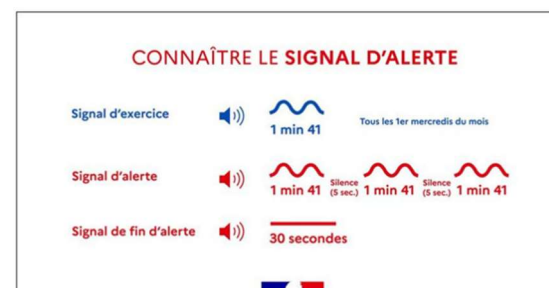 CONNAÎTRE LE SIGNAL D'ALERTE
Signal d'exercice
1 min 41
Tous les 1er mercredis du mois
Signal d'alerte
1 min 41
Silence
(5 sec.)
1 min 41
Silence
(5 sec.)
1 min 41
Signal de fin d'alerte
30 secondes